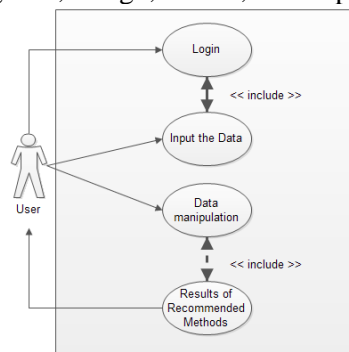 Login
<< include >>
Input the Data
User
Data
manipulation
<< include >>
Results of
Recommended
Methods